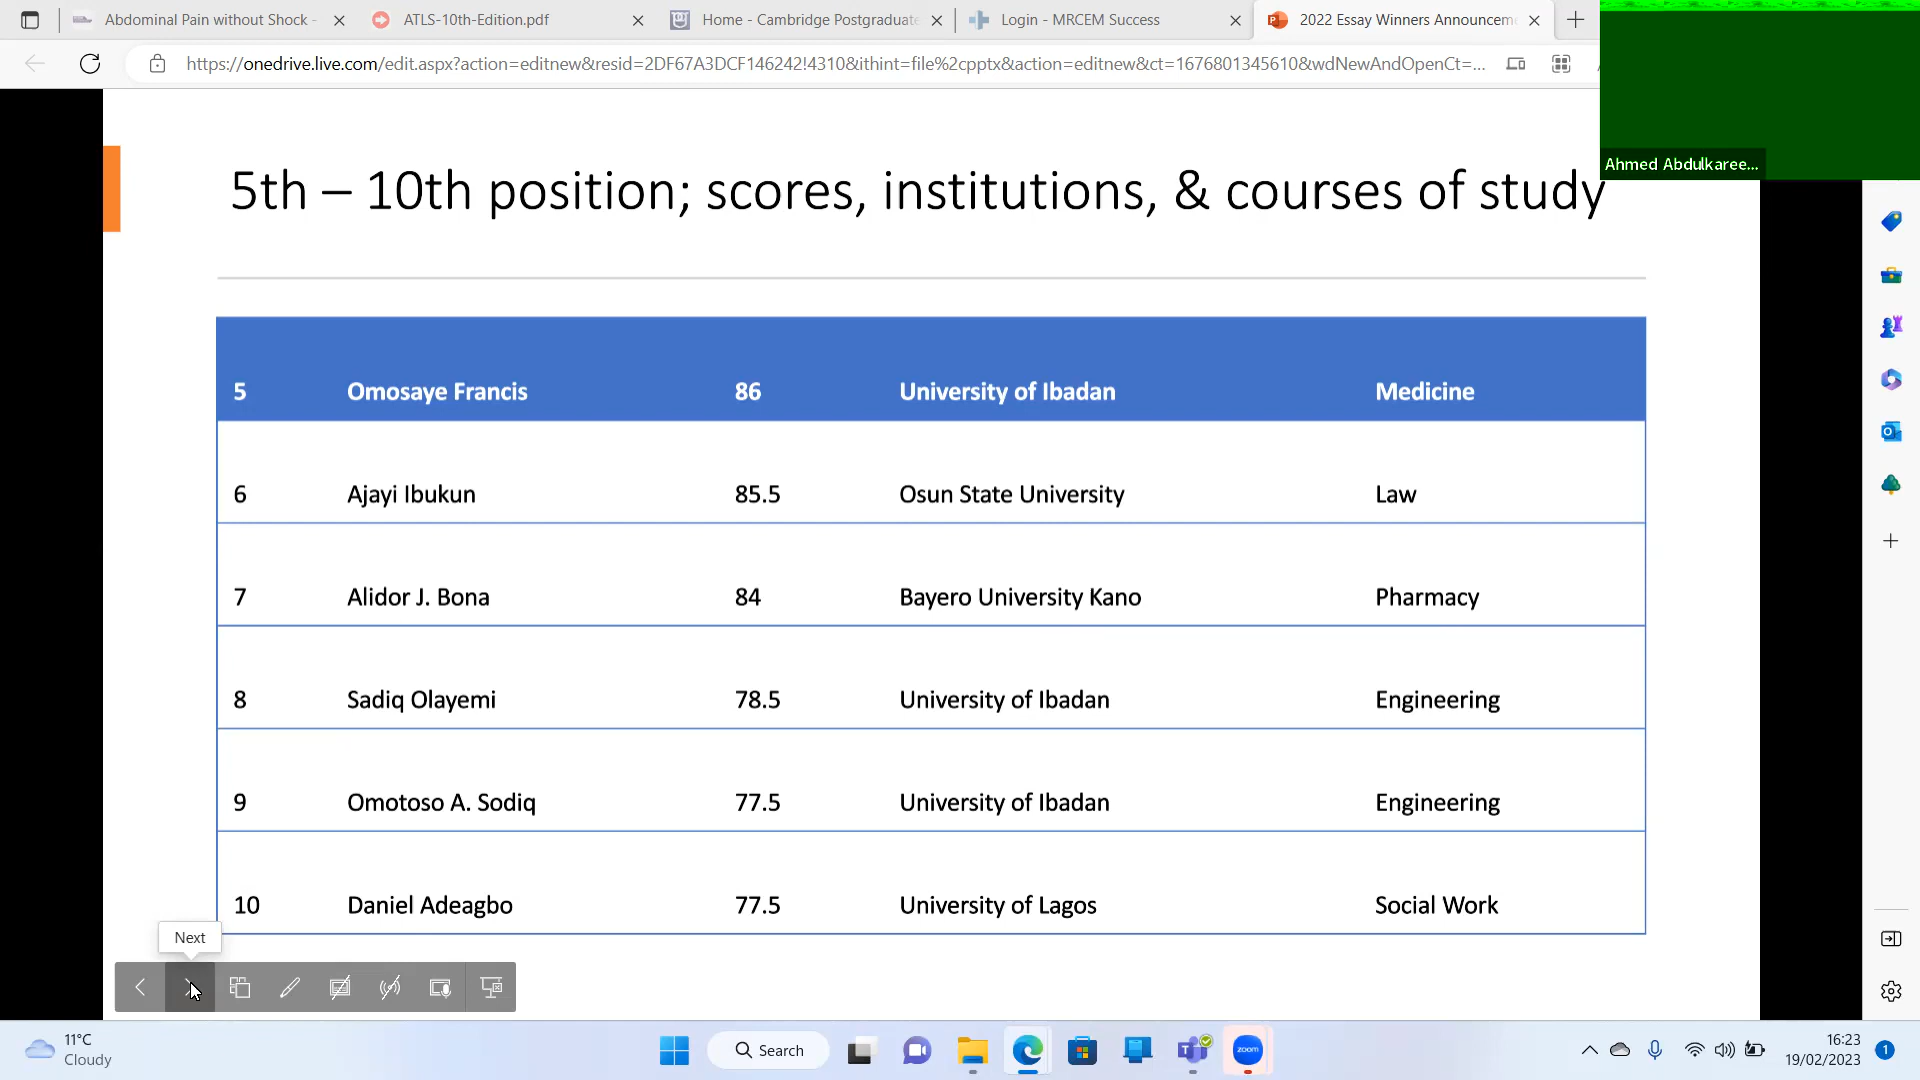 Abdominal Pain without Shock -
ATLS-10th-Edition.pdf
Home - Cambridge Postgraduate
Login - MRCEM Success
2022 Essay Winners Announcem
https://onedrive.live.com/edit.aspx?action=editnew&resid=2DF67A3DCF146242!4310&ithint=file%2cpptx&action=editnew&ct=1676801345610&wdNewAndOpenCt=...
Ahmed Abdulkaree...
5th – 10th position; scores, institutions, & courses of study
5 Omosaye Francis 86 University of Ibadan Medicine
6 Ajayi Ibukun 85.5 Osun State University Law
7 Alidor J. Bona 84 Bayero University Kano Pharmacy
8 Sadiq Olayemi 78.5 University of Ibadan Engineering
9 Omotoso A. Sodiq 77.5 University of Ibadan Engineering
10 Daniel Adeagbo 77.5 University of Lagos Social Work
Next
11°C
Cloudy
Search
zoom
16:23
19/02/2023
1